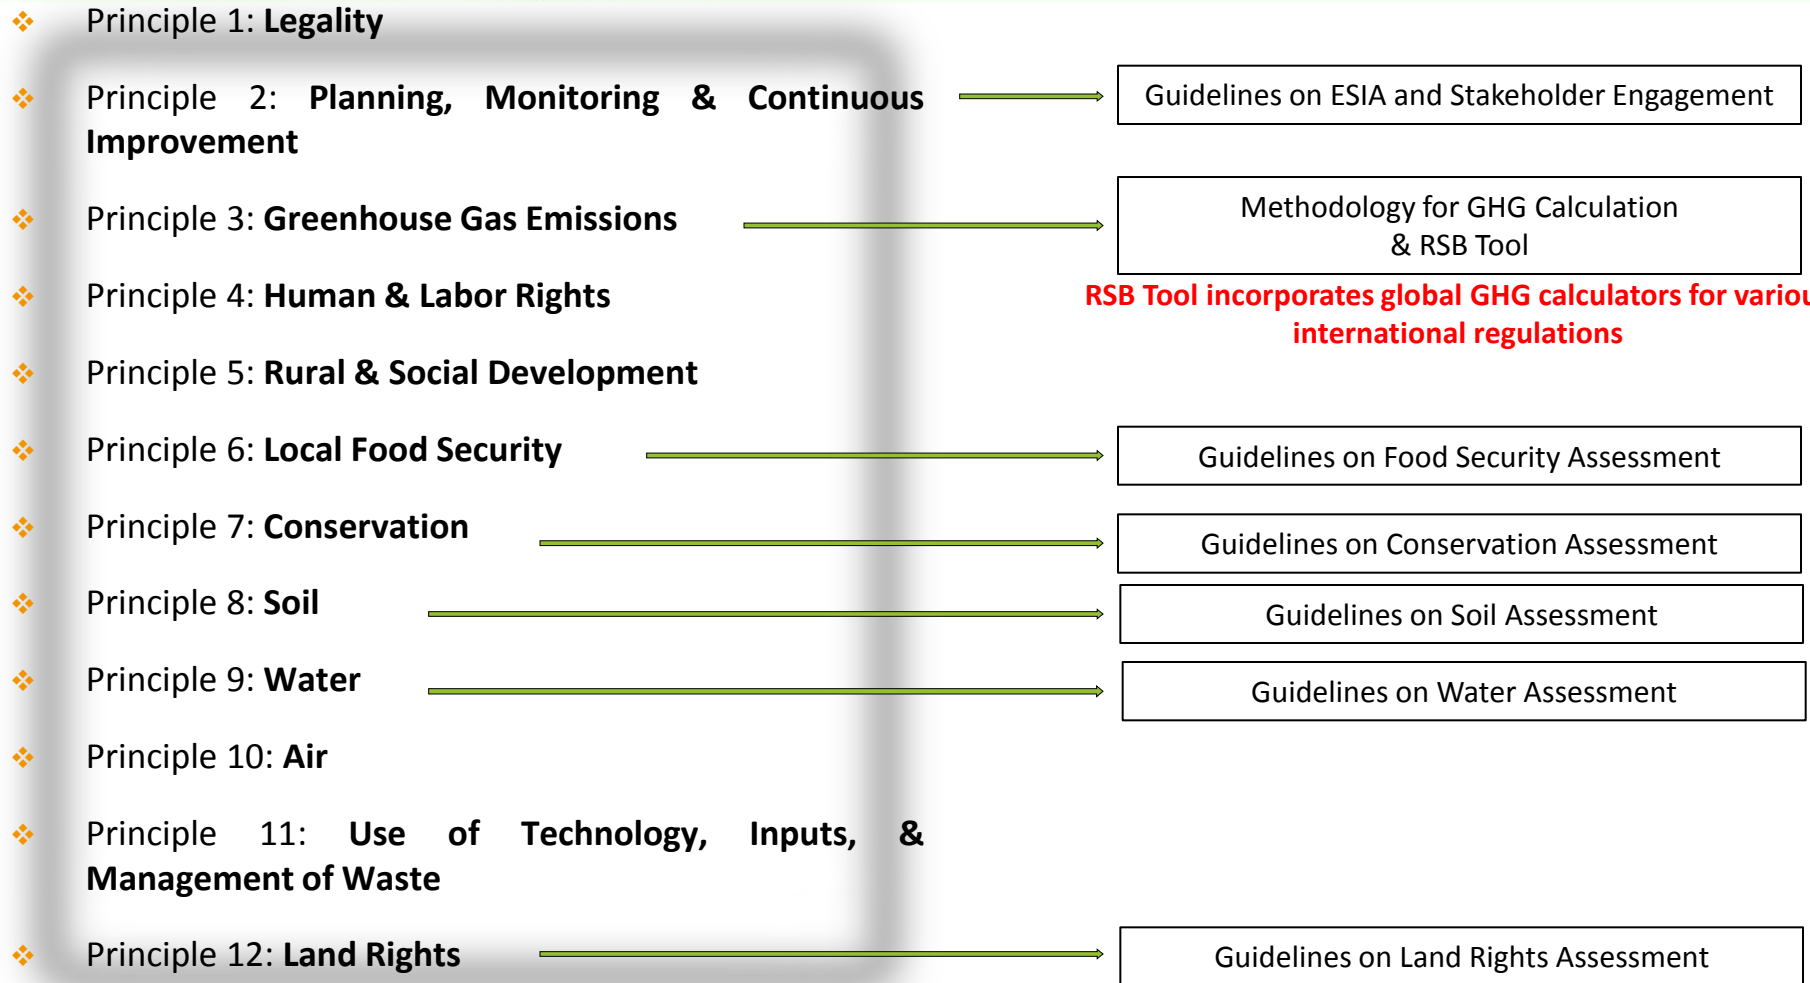 Principle 1: Legality
Principle 2: Planning, Monitoring & Continuous
Improvement
Guidelines on ESIA and Stakeholder Engagement
Principle 3: Greenhouse Gas Emissions
Methodology for GHG Calculation
& RSB Tool
Principle 4: Human & Labor Rights
RSB Tool incorporates global GHG calculators for variou
international regulations
Principle 5: Rural & Social Development
Principle 6: Local Food Security
Guidelines on Food Security Assessment
Principle 7: Conservation
Guidelines on Conservation Assessment
Principle 8: Soil
Guidelines on Soil Assessment
Principle 9: Water
Guidelines on Water Assessment
Principle 10: Air
Principle 11: Use of Technology, Inputs, &
Management of Waste
Principle 12: Land Rights
Guidelines on Land Rights Assessment